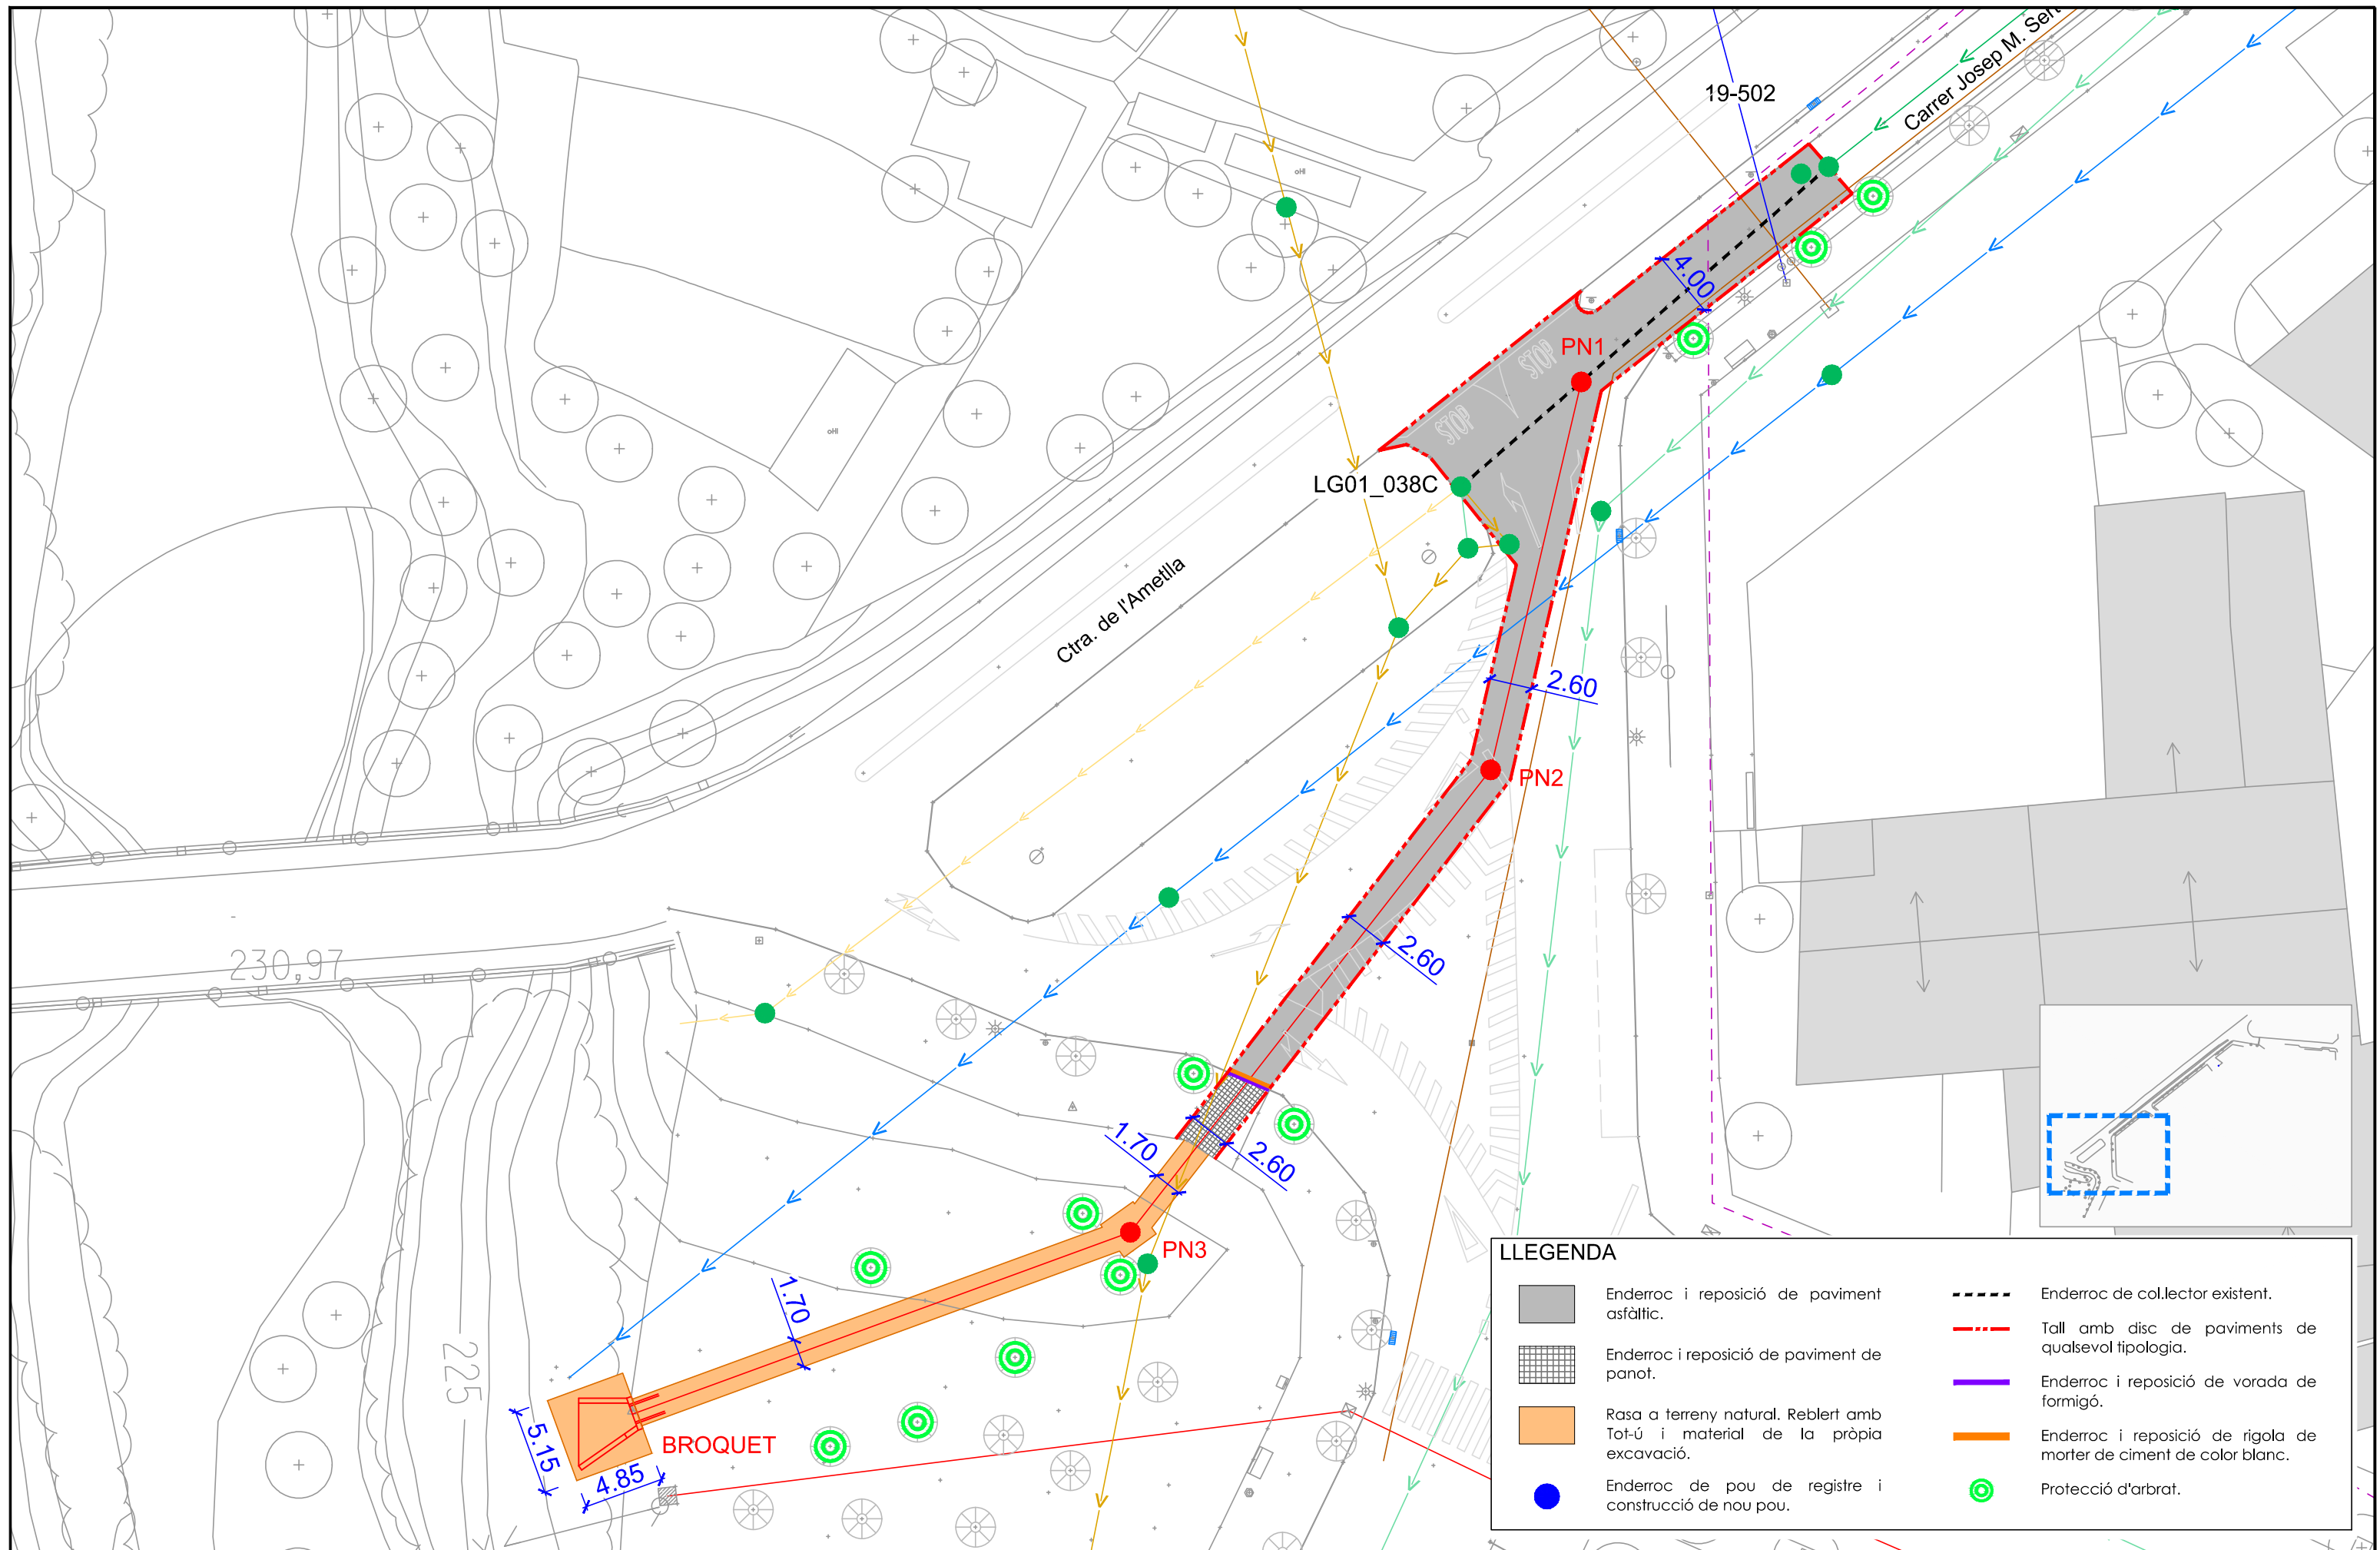 Carrer Josep M. Sert
19-502
4.00
PN1
STOP
STOP
LG01_038C
Ctra. de l'Ametlla
2.60
PN2
2.60
230,97
1.70
2.60
PN3
1.70
225
BROQUET
5.15
4.85
LLEGENDA
Enderroc i reposició de paviment
asfàltic.
Enderroc i reposició de paviment de
panot.
Rasa a terreny natural. Reblert amb
Tot-ú i material de la pròpia
excavació.
Enderroc de pou de registre i
construcció de nou pou.
Enderroc de col.lector existent.
Tall amb disc de paviments de
qualsevol tipologia.
Enderroc i reposició de vorada de
formigó.
Enderroc i reposició de rigola de
morter de ciment de color blanc.
Protecció d'arbrat.